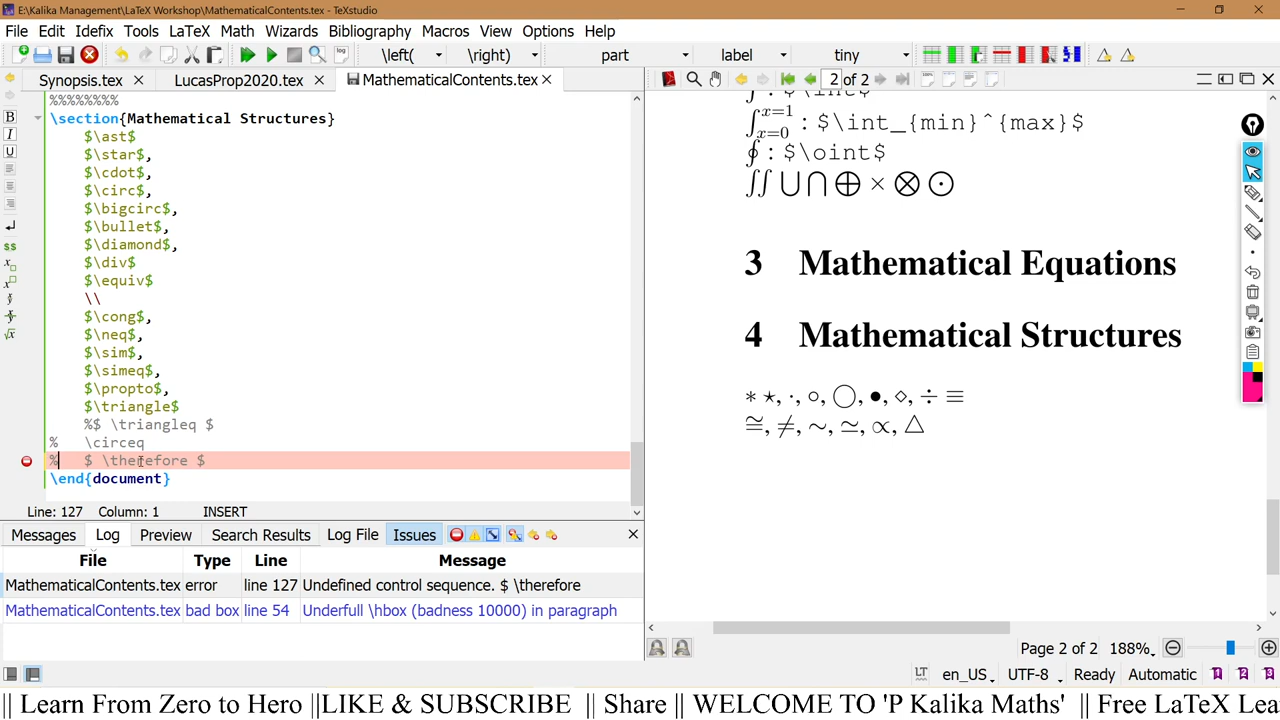 E:\Kalika Management\LaTeX Workshop\MathematicalContents.tex - TeXstudio
File Edit Idefix Tools LaTeX Math Wizards Bibliography Macros View Options Help
\left( \right) part label tiny
Synopsis.tex LucasProp2020.tex MathematicalContents.tex 2 of 2
%%%%%%%%
\section{Mathematical Structures}
$\ast$
$\star$,
$\cdot$,
$\circ$,
$\bigcirc$,
$\bullet$,
$\diamond$,
$\div$
$\equiv$
\\
$\cong$,
$\neq$,
$\sim$,
$\simeq$,
$\propto$,
$\triangle$
%$ \triangleq $
% \circeq
% $ \therefore $
\end{document}
∫ : $\int$
∫_{x=0}^{x=1} : $\int_{min}^{max}$
∮ : $\oint$
∬ ⋃ ⋂ ⊕ × ⊗ ⊙
3 Mathematical Equations
4 Mathematical Structures
∗ ⋆, ·, ∘, ◯, •, ⋄, ÷ ≡
≅, ≠, ∼, ≃, ∝, △
Line: 127 Column: 1 INSERT
Messages Log Preview Search Results Log File Issues
File Type Line Message
MathematicalContents.tex error line 127 Undefined control sequence. $ \therefore
MathematicalContents.tex bad box line 54 Underfull \hbox (badness 10000) in paragraph
Page 2 of 2 188%
en_US UTF-8 Ready Automatic
|| Learn From Zero to Hero ||LIKE & SUBSCRIBE || Share || WELCOME TO 'P Kalika Maths' || Free LaTeX Lea